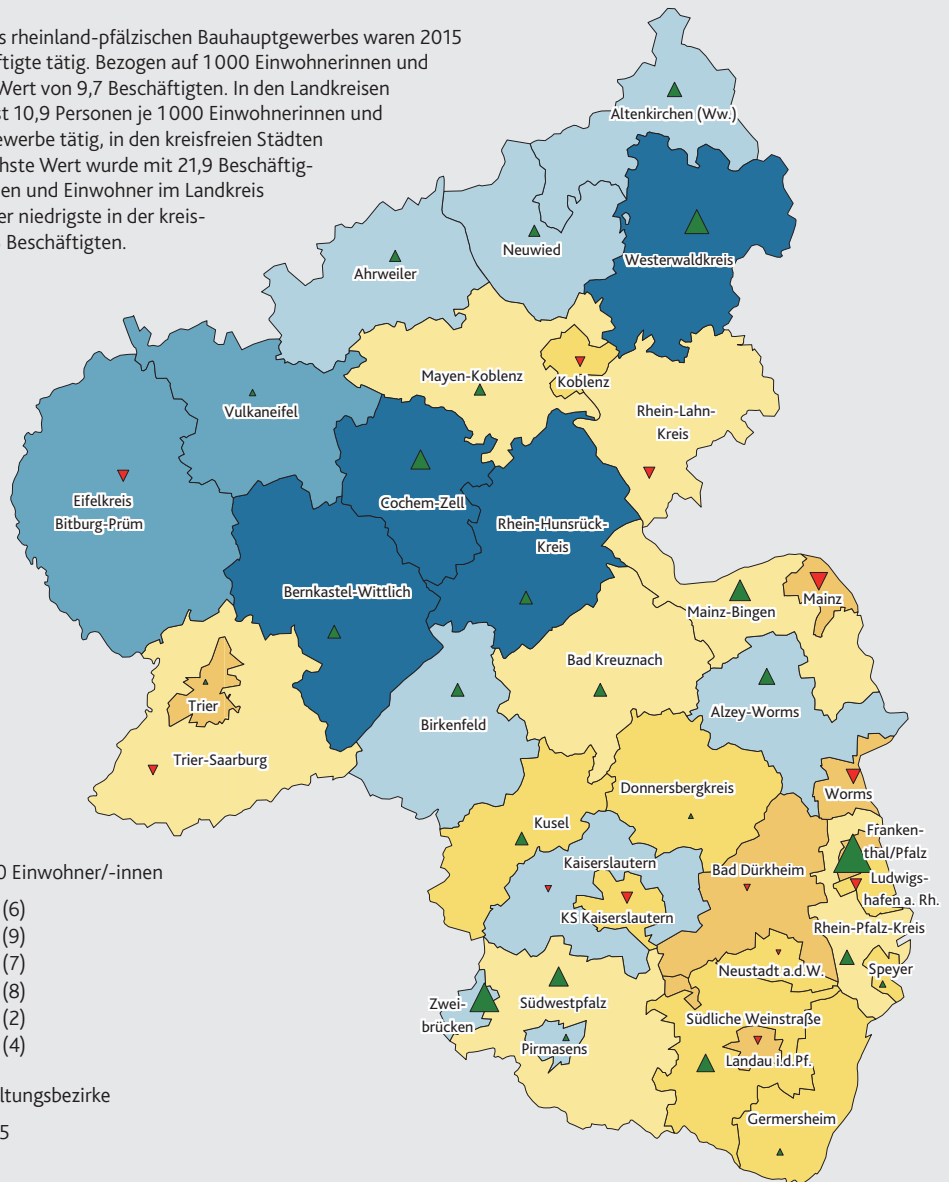 s rheinland-pfälzischen Bauhauptgewerbes waren 2015
ftigte tätig. Bezogen auf 1 000 Einwohnerinnen und
Wert von 9,7 Beschäftigten. In den Landkreisen
st 10,9 Personen je 1 000 Einwohnerinnen und
ewerbe tätig, in den kreisfreien Städten
chste Wert wurde mit 21,9 Beschäftig-
en und Einwohner im Landkreis
er niedrigste in der kreis-
Beschäftigten.
Altenkirchen (Ww.)
Neuwied
Westerwaldkreis
Ahrweiler
Mayen-Koblenz
Koblenz
Vulkaneifel
Rhein-Lahn-
Kreis
Eifelkreis
Bitburg-Prüm
Cochem-Zell
Rhein-Hunsrück-
Kreis
Bernkastel-Wittlich
Mainz-Bingen
Mainz
Bad Kreuznach
Trier
Birkenfeld
Alzey-Worms
Trier-Saarburg
Donnersbergkreis
Worms
Kusel
Franken-
thal/Pfalz
Kaiserslautern
Bad Dürkheim
Ludwigs-
hafen a. Rh.
KS Kaiserslautern
Rhein-Pfalz-Kreis
Neustadt a.d.W.
Speyer
Zwei-
brücken
Südwestpfalz
Südliche Weinstraße
Pirmasens
Landau i.d.Pf.
Germersheim
0 Einwohner/-innen
(6)
(9)
(7)
(8)
(2)
(4)
ltungsbezirke
5